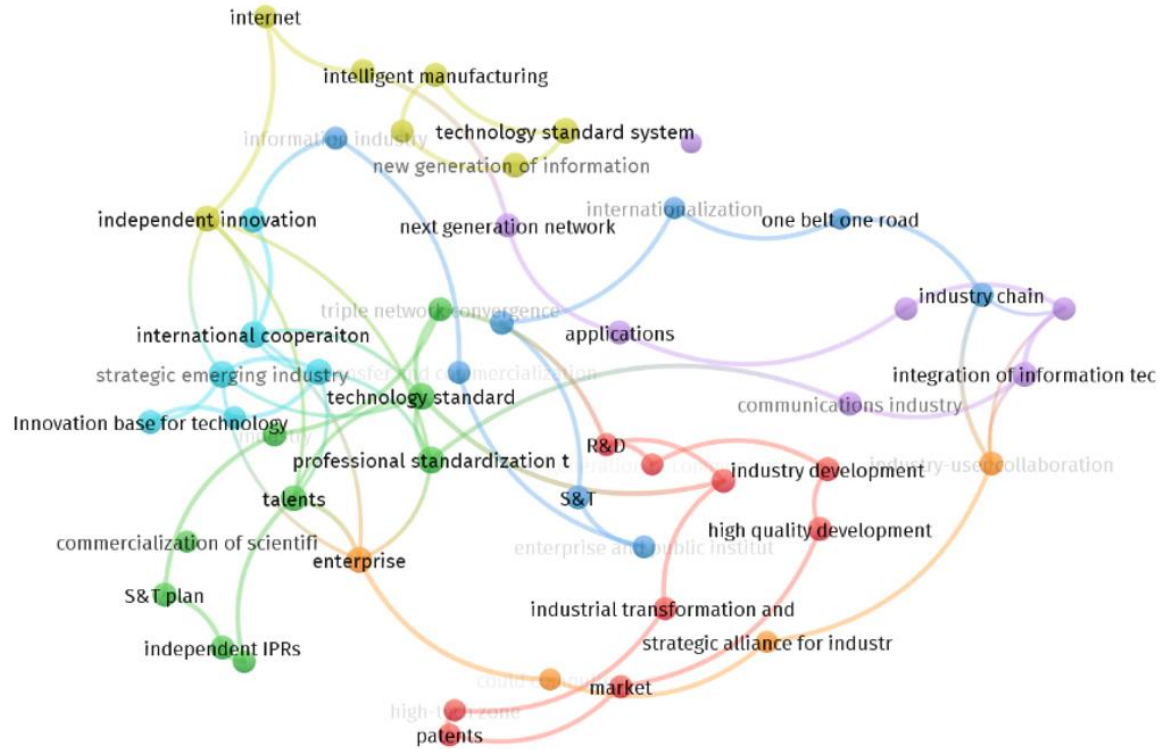 internet
intelligent manufacturing
technology standard system
information industry
new generation of information
internationalization
one belt one road
independent innovation
next generation network
industry chain
triple network convergence
applications
international cooperaiton
strategic emerging industry
transfer and commercialization
integration of information tec
technology standard
communications industry
Innovation base for technology
industry
R&D
professional standardization t
industry development
industry-user collaboration
talents
S&T
high quality development
commercialization of scientifi
enterprise and public institut
enterprise
S&T plan
industrial transformation and
strategic alliance for industr
independent IPRs
market
high-tech zone
patents